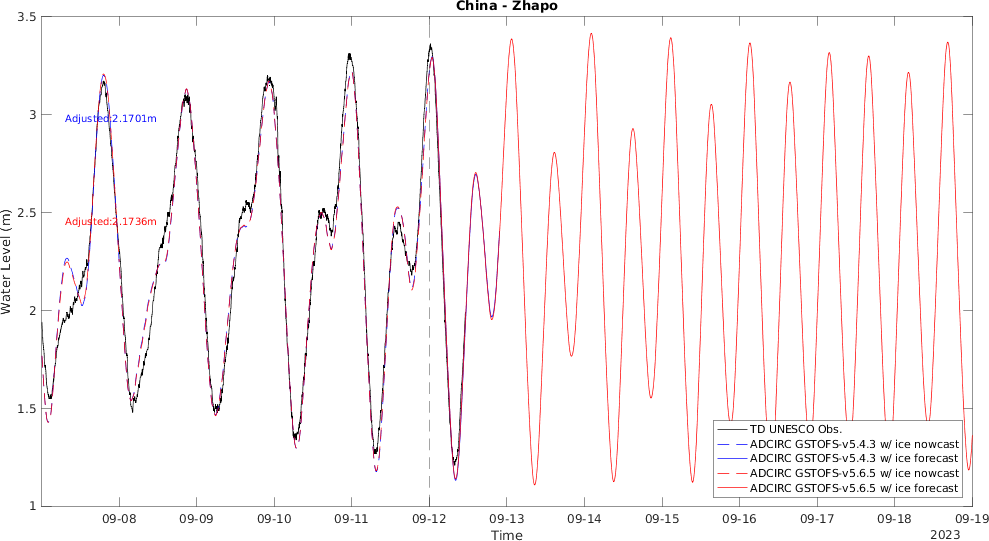 China - Zhapo
3.5
3
2.5
2
1.5
1
Water Level (m)
Adjusted:2.1701m
Adjusted:2.1736m
TD UNESCO Obs.
ADCIRC GSTOFS-v5.4.3 w/ ice nowcast
ADCIRC GSTOFS-v5.4.3 w/ ice forecast
ADCIRC GSTOFS-v5.6.5 w/ ice nowcast
ADCIRC GSTOFS-v5.6.5 w/ ice forecast
09-08 09-09 09-10 09-11 09-12 09-13 09-14 09-15 09-16 09-17 09-18 09-19
Time
2023